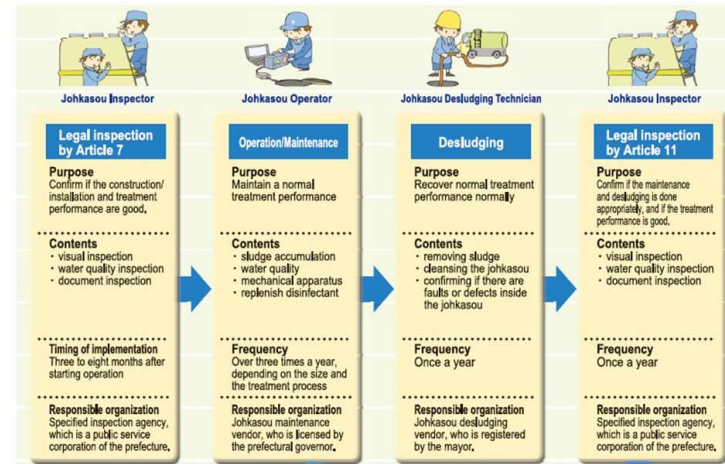 Johkasou Inspector
Johkasou Operator
Johkasou Desludging Technician
Johkasou Inspector
Legal inspection
by Article 7
Purpose
Confirm if the construction/
installation and treatment
performance are good.
Contents
· visual inspection
· water quality inspection
· document inspection
Timing of implementation
Three to eight months after
starting operation
Responsible organization
Specified inspection agency,
which is a public service
corporation of the prefecture.
Operation/Maintenance
Purpose
Maintain a normal
treatment performance
Contents
· sludge accumulation
· water quality
· mechanical apparatus
· replenish disinfectant
Frequency
Over three times a year,
depending on the size and
the treatment process
Responsible organization
Johkasou maintenance
vendor, who is licensed by
the prefectural governor.
Desludging
Purpose
Recover normal treatment
performance normally
Contents
· removing sludge
· cleansing the johkasou
· confirming if there are
faults or defects inside
the johkasou
Frequency
Once a year
Responsible organization
Johkasou desludging
vendor, who is registered
by the mayor.
Legal inspection
by Article 11
Purpose
Confirm if the maintenance
and desludging is done
appropriately, and if the treatment
performance is good.
Contents
· visual inspection
· water quality inspection
· document inspection
Frequency
Once a year
Responsible organization
Specified inspection agency,
which is a public service
corporation of the prefecture.